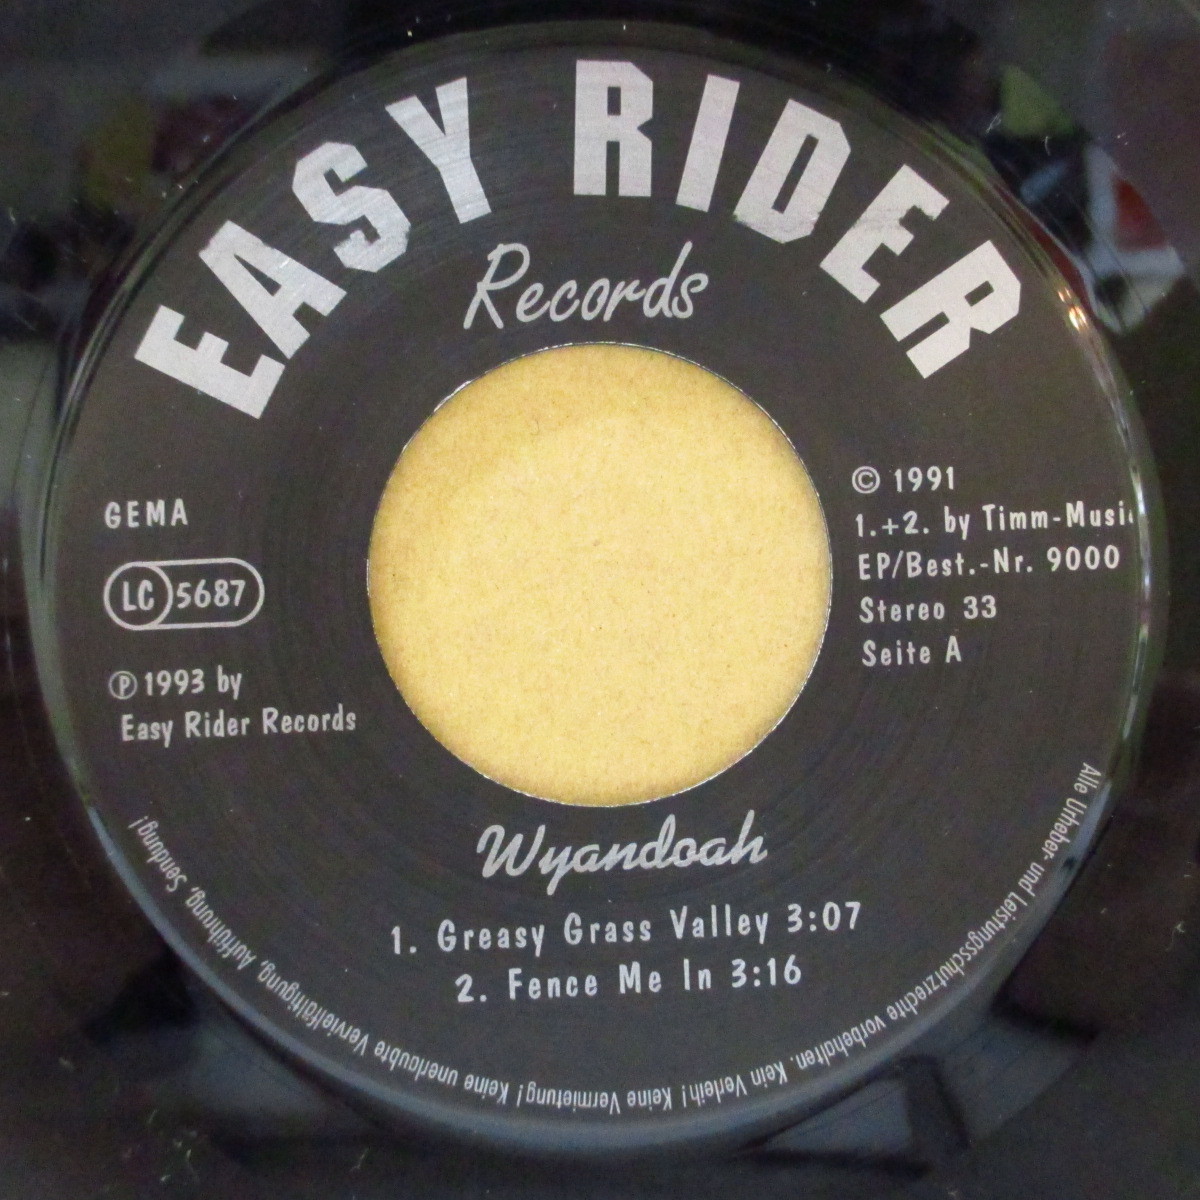 EASY RIDER
Records
GEMA
LC 5687
℗ 1993 by
Easy Rider Records
© 1991
1.+2. by Timm-Music
EP/Best.-Nr. 9000
Stereo 33
Seite A
Wyandoah
1. Greasy Grass Valley 3:07
2. Fence Me In 3:16
Alle Urheber- und Leistungsschutzrechte vorbehalten. Kein Verleih! Keine Vermietung! Keine unerlaubte Vervielfältigung, Aufführung, Sendung!